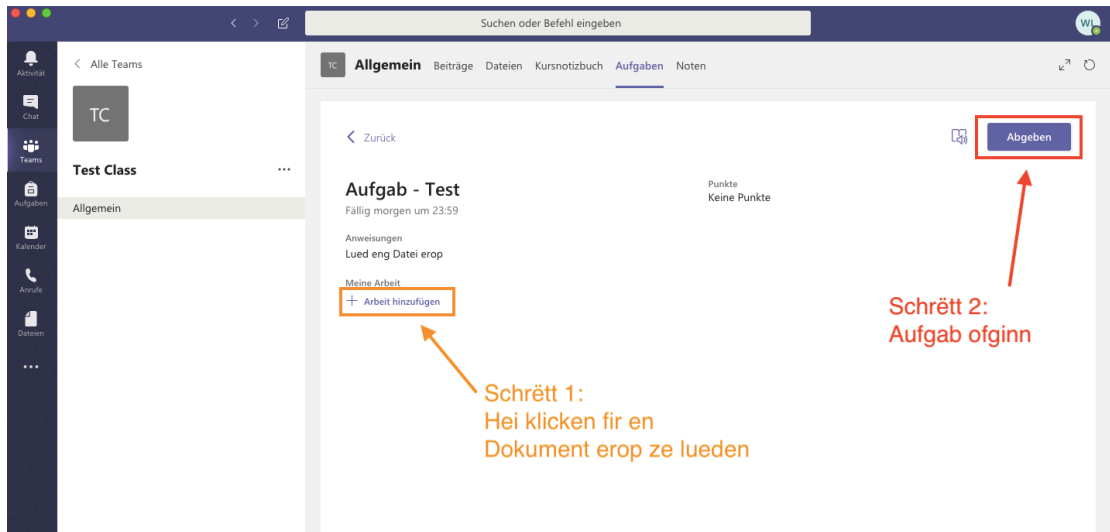 Suchen oder Befehl eingeben
WL
Aktivität
Chat
Teams
Aufgaben
Kalender
Anrufe
Dateien
Alle Teams
TC
Test Class
Allgemein
TC Allgemein Beiträge Dateien Kursnotizbuch Aufgaben Noten
Zurück
Abgeben
Aufgab - Test
Fällig morgen um 23:59
Punkte
Keine Punkte
Anweisungen
Lued eng Datei erop
Meine Arbeit
+ Arbeit hinzufügen
Schrëtt 1:
Hei klicken fir en
Dokument erop ze lueden
Schrëtt 2:
Aufgab ofginn